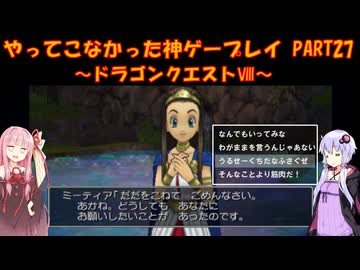 やってこなかった神ゲープレイ PART27
～ドラゴンクエストⅧ～
なんでもいってみな
わがままを言うんじゃあない
うるせーくちだなふさぐぜ
そんなことより筋肉だ！
ミーティア「だだをこねて ごめんなさい。
あかね。どうしても あなたに
お願いしたいことが あったのです。